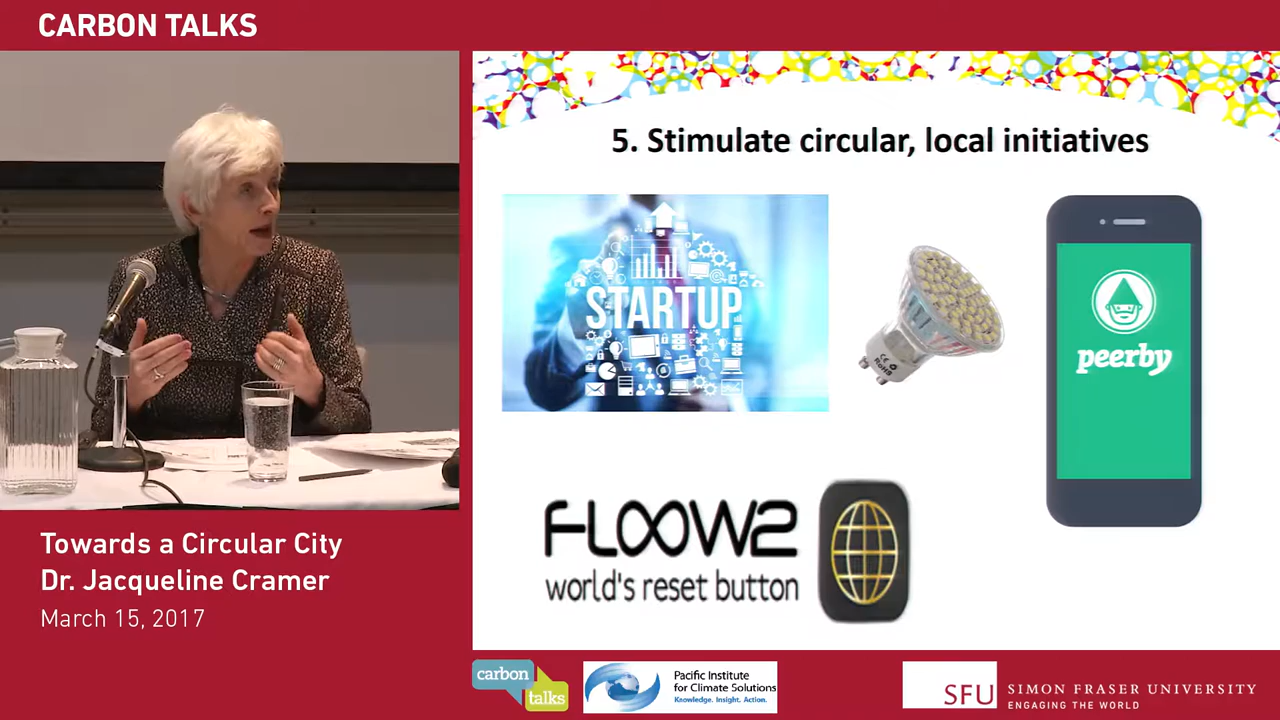 CARBON TALKS
5. Stimulate circular, local initiatives
STARTUP
CE
RoHS
peerby
FLOOW2
world's reset button
Towards a Circular City
Dr. Jacqueline Cramer
March 15, 2017
carbon
talks
Pacific Institute
for Climate Solutions
Knowledge. Insight. Action.
SFU
SIMON FRASER UNIVERSITY
ENGAGING THE WORLD